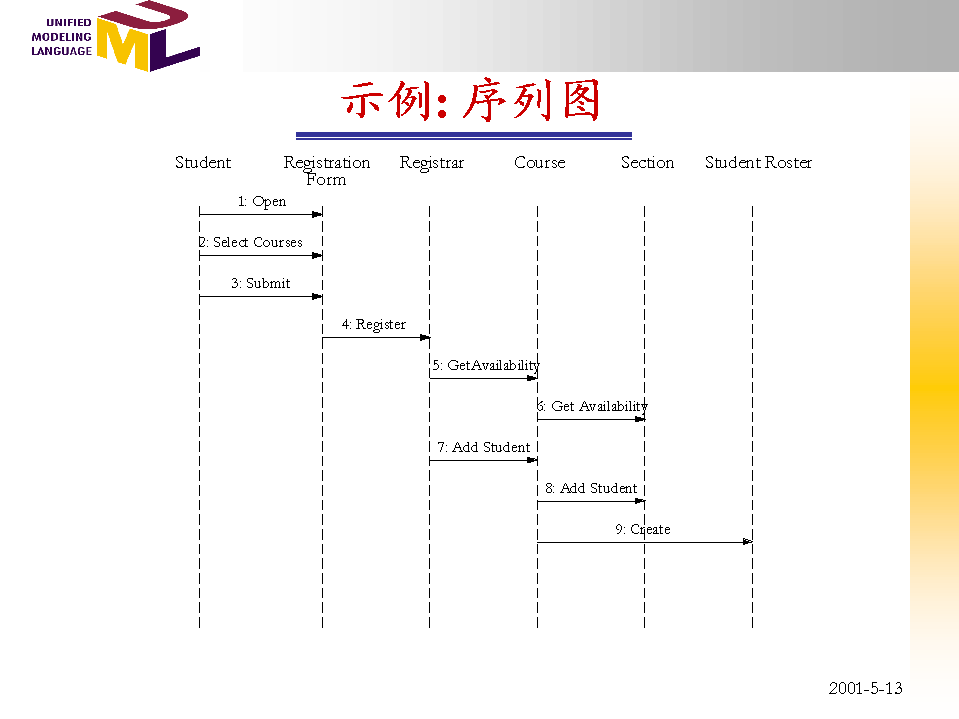 UNIFIED
MODELING
LANGUAGE
UML
示例: 序列图
Student
Registration
Form
Registrar
Course
Section
Student Roster
1: Open
2: Select Courses
3: Submit
4: Register
5: GetAvailability
6: Get Availability
7: Add Student
8: Add Student
9: Create
2001-5-13